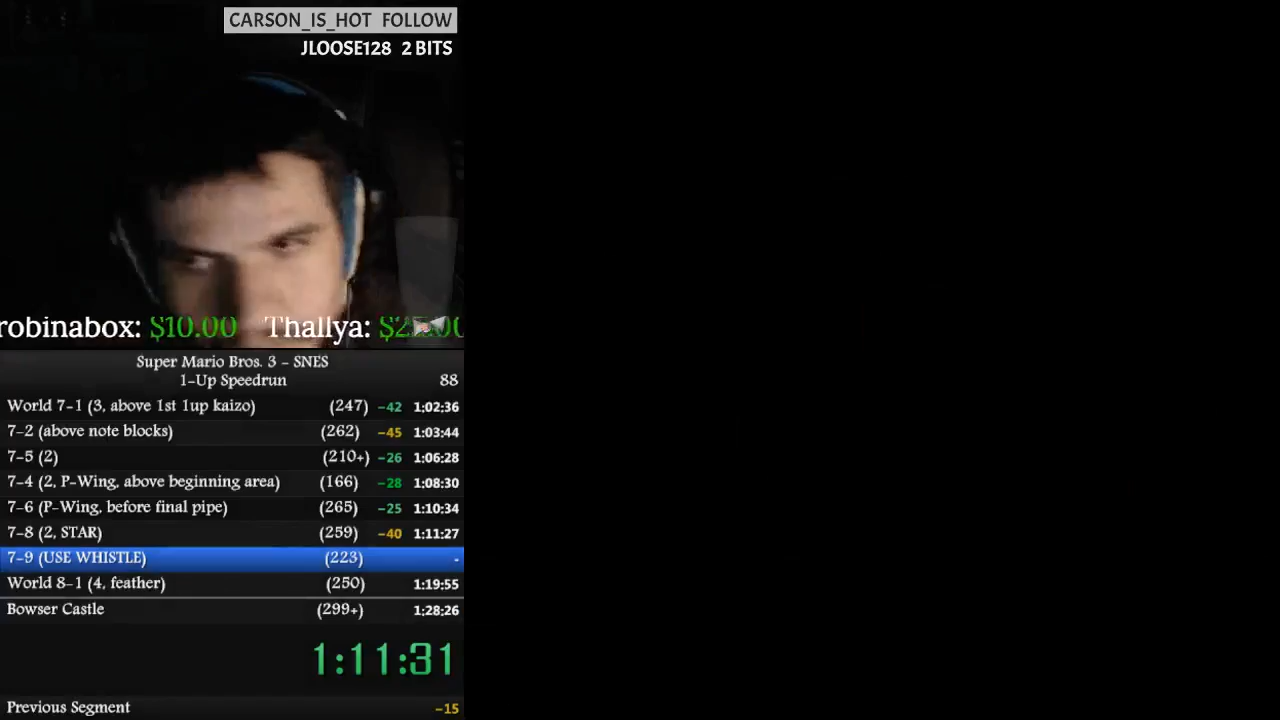 CARSON_IS_HOT FOLLOW
JLOOSE128 2 BITS
robinabox: $10.00 Thallya:
Super Mario Bros. 3 - SNES
1-Up Speedrun 88
World 7-1 (3, above 1st 1up kaizo) (247) -42 1:02:36
7-2 (above note blocks) (262) -45 1:03:44
7-5 (2) (210+) -26 1:06:28
7-4 (2, P-Wing, above beginning area) (166) -28 1:08:30
7-6 (P-Wing, before final pipe) (265) -25 1:10:34
7-8 (2, STAR) (259) -40 1:11:27
7-9 (USE WHISTLE) (223) -
World 8-1 (4, feather) (250) 1:19:55
Bowser Castle (299+) 1:28:26
1:11:31
Previous Segment -15